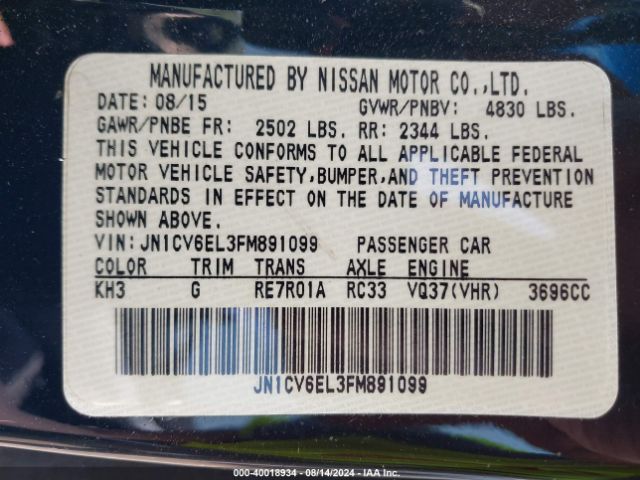 MANUFACTURED BY NISSAN MOTOR CO.,LTD.
DATE: 08/15 GVWR/PNBV: 4830 LBS.
GAWR/PNBE FR: 2502 LBS. RR: 2344 LBS.
THIS VEHICLE CONFORMS TO ALL APPLICABLE FEDERAL
MOTOR VEHICLE SAFETY,BUMPER,AND THEFT PREVENTION
STANDARDS IN EFFECT ON THE DATE OF MANUFACTURE
SHOWN ABOVE.
VIN: JN1CV6EL3FM891099 PASSENGER CAR
COLOR TRIM TRANS AXLE ENGINE
KH3 G RE7R01A RC33 VQ37(VHR) 3696CC
JN1CV6EL3FM891099
000-40018934 - 08/14/2024 - IAA Inc.